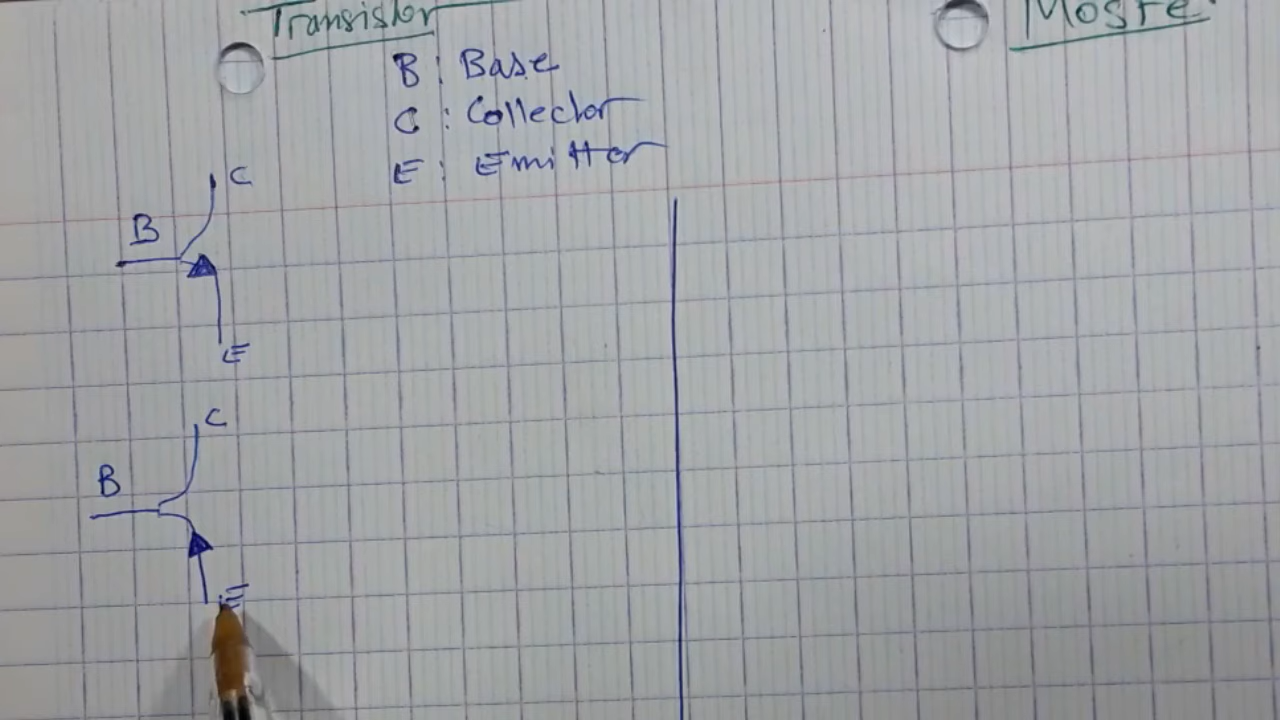 Transistor
Mosfe
B : Base
C : Collector
E : Emitter
C
B
E
C
B
E